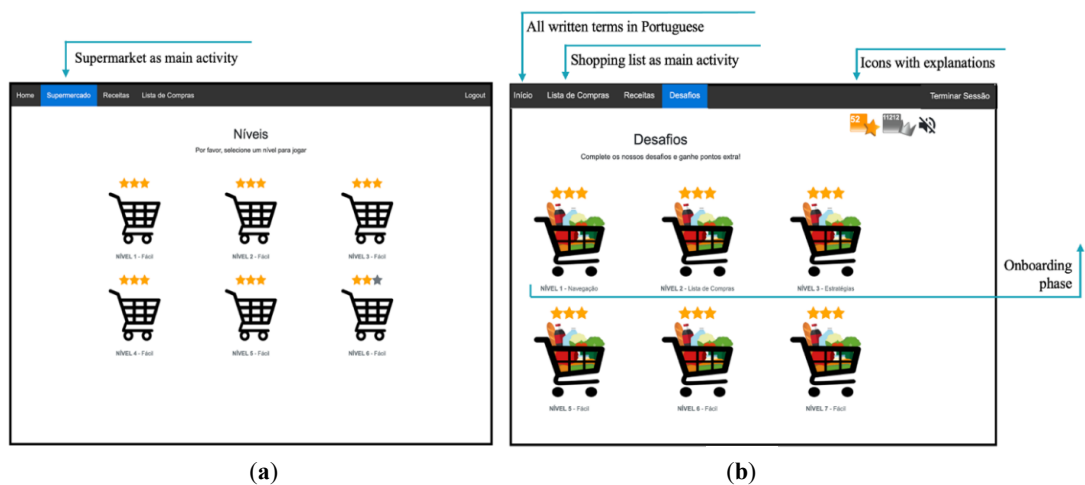 All written terms in Portuguese
Supermarket as main activity
Shopping list as main activity
Icons with explanations
Home Supermercado Receitas Lista de Compras Logout
Níveis
Por favor, selecione um nível para jogar
NÍVEL 1 - Fácil NÍVEL 2 - Fácil NÍVEL 3 - Fácil
NÍVEL 4 - Fácil NÍVEL 5 - Fácil NÍVEL 6 - Fácil
(a)
Início Lista de Compras Receitas Desafios Terminar Sessão
52 11212
Desafios
Complete os nossos desafios e ganhe pontos extra!
NÍVEL 1 - Navegação NÍVEL 2 - Lista de Compras NÍVEL 3 - Estratégias
NÍVEL 5 - Fácil NÍVEL 6 - Fácil NÍVEL 7 - Fácil
Onboarding
phase
(b)